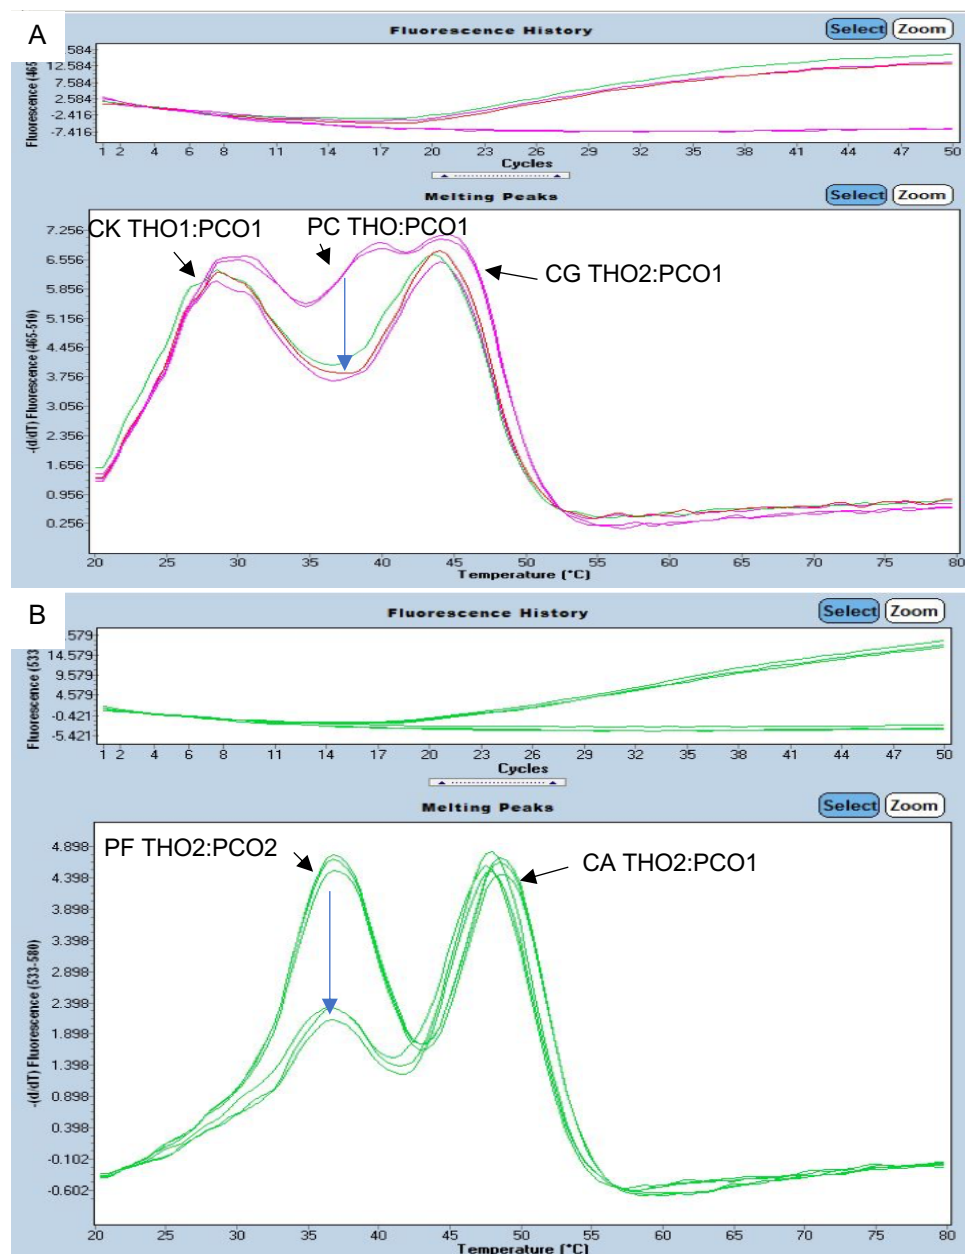 A
Fluorescence History
Select Zoom
Fluorescence (465-
.584
12.584
7.584
2.584
-2.416
-7.416
1 2 4 6 8 11 14 17 20 23 26 29 32 35 38 41 44 47 50
Cycles
Melting Peaks
Select Zoom
CK THO1:PCO1
PC THO:PCO1
CG THO2:PCO1
-(d/dT) Fluorescence (465-510)
7.256
6.556
5.856
5.156
4.456
3.756
3.056
2.356
1.656
0.956
0.256
20 25 30 35 40 45 50 55 60 65 70 75 80
Temperature (°C)
B
Fluorescence History
Select Zoom
Fluorescence (533
.579
14.579
9.579
4.579
-0.421
-5.421
1 2 4 6 8 11 14 17 20 23 26 29 32 35 38 41 44 47 50
Cycles
Melting Peaks
Select Zoom
PF THO2:PCO2
CA THO2:PCO1
-(d/dT) Fluorescence (533-580)
4.898
4.398
3.898
3.398
2.898
2.398
1.898
1.398
0.898
0.398
-0.102
-0.602
20 25 30 35 40 45 50 55 60 65 70 75 80
Temperature (°C)